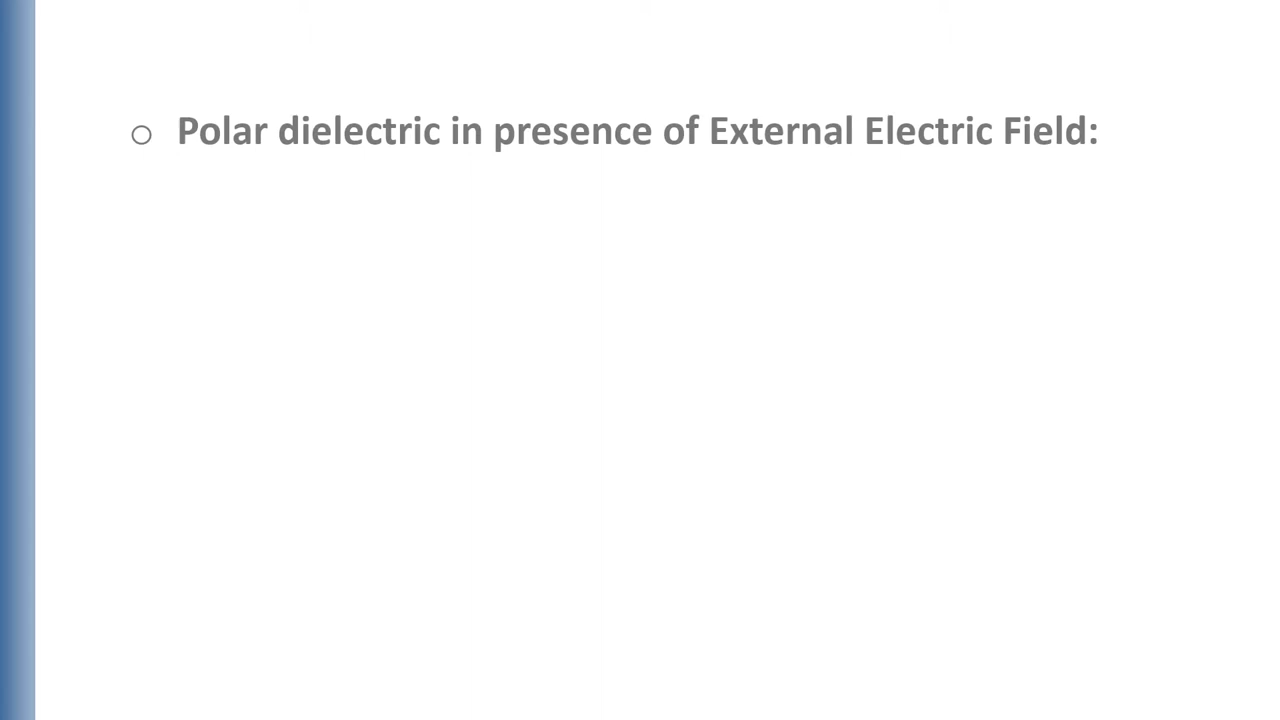 ○ Polar dielectric in presence of External Electric Field: